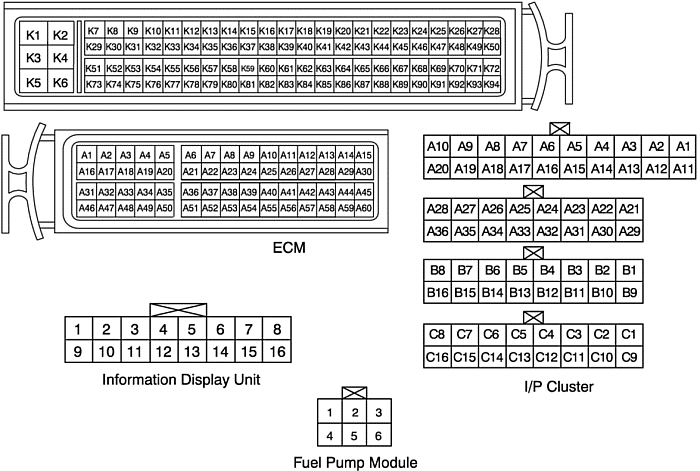 K1 K2
K3 K4
K5 K6
K7 K8 K9 K10 K11 K12 K13 K14 K15 K16 K17 K18 K19 K20 K21 K22 K23 K24 K25 K26 K27 K28
K29 K30 K31 K32 K33 K34 K35 K36 K37 K38 K39 K40 K41 K42 K43 K44 K45 K46 K47 K48 K49 K50
K51 K52 K53 K54 K55 K56 K57 K58 K59 K60 K61 K62 K63 K64 K65 K66 K67 K68 K69 K70 K71 K72
K73 K74 K75 K76 K77 K78 K79 K80 K81 K82 K83 K84 K85 K86 K87 K88 K89 K90 K91 K92 K93 K94
A1 A2 A3 A4 A5 A6 A7 A8 A9 A10 A11 A12 A13 A14 A15
A16 A17 A18 A19 A20 A21 A22 A23 A24 A25 A26 A27 A28 A29 A30
A31 A32 A33 A34 A35 A36 A37 A38 A39 A40 A41 A42 A43 A44 A45
A46 A47 A48 A49 A50 A51 A52 A53 A54 A55 A56 A57 A58 A59 A60
ECM
A10 A9 A8 A7 A6 A5 A4 A3 A2 A1
A20 A19 A18 A17 A16 A15 A14 A13 A12 A11
A28 A27 A26 A25 A24 A23 A22 A21
A36 A35 A34 A33 A32 A31 A30 A29
B8 B7 B6 B5 B4 B3 B2 B1
B16 B15 B14 B13 B12 B11 B10 B9
C8 C7 C6 C5 C4 C3 C2 C1
C16 C15 C14 C13 C12 C11 C10 C9
I/P Cluster
1 2 3 4 5 6 7 8
9 10 11 12 13 14 15 16
Information Display Unit
1 2 3
4 5 6
Fuel Pump Module